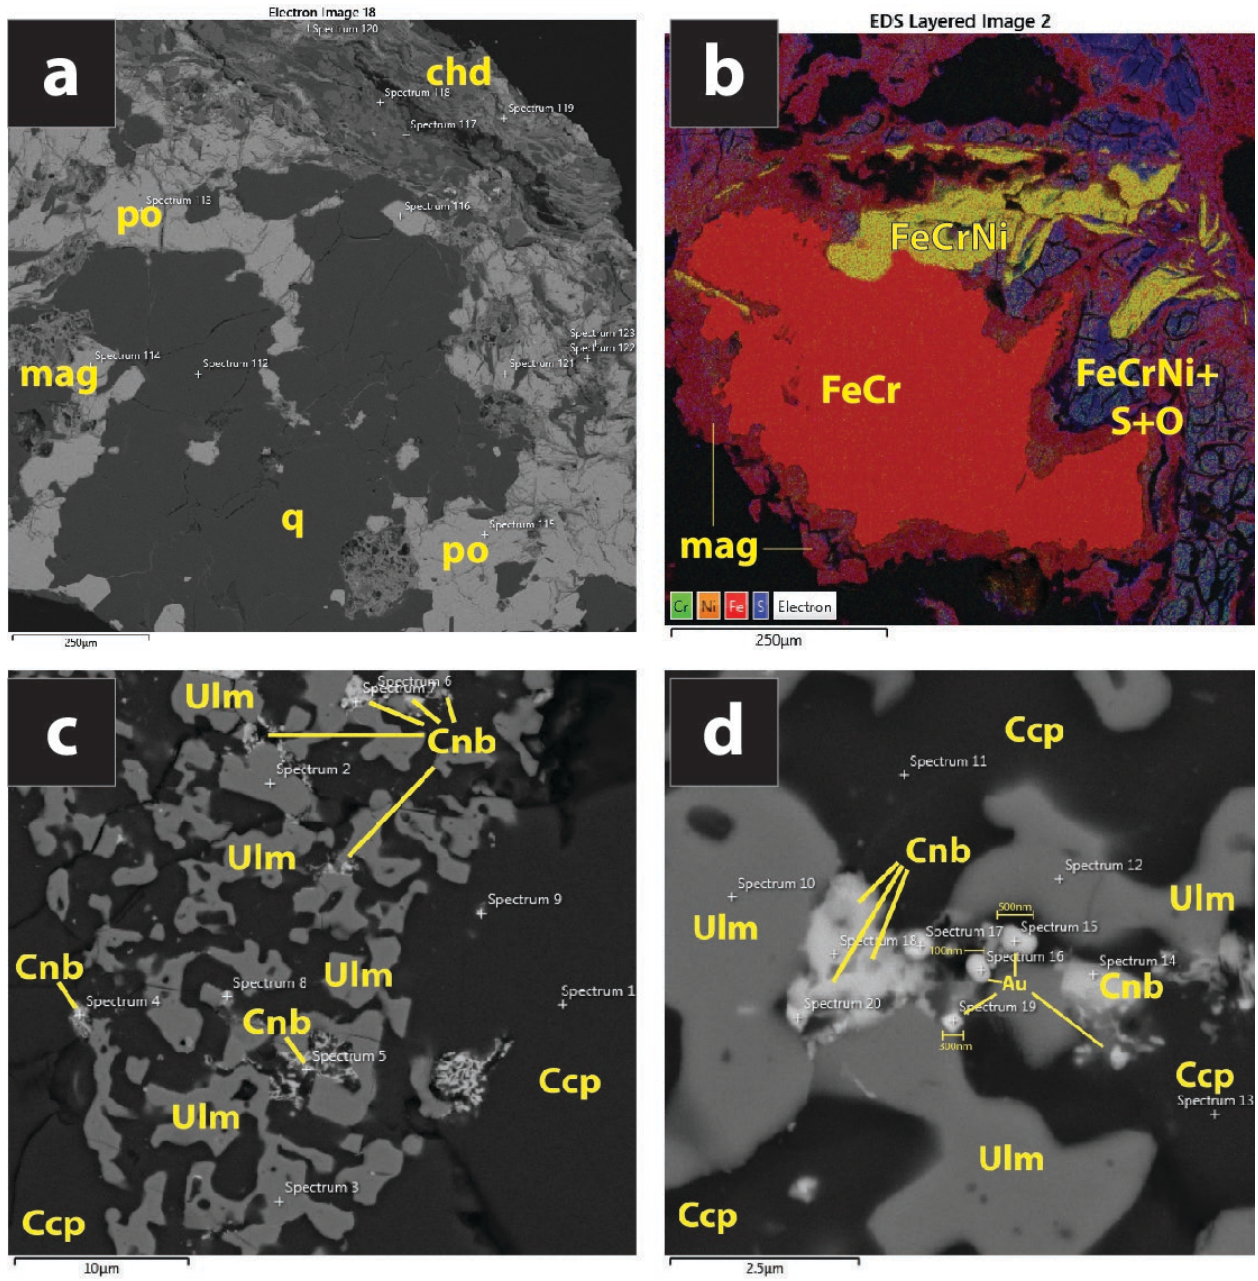 Electron Image 18
a
Spectrum 120
chd
Spectrum 118
Spectrum 119
Spectrum 117
po
Spectrum 113
Spectrum 116
Spectrum 123
Spectrum 122
Spectrum 114
Spectrum 112
Spectrum 121
mag
q
Spectrum 115
po
250µm
EDS Layered Image 2
b
FeCrNi
FeCr
FeCrNi+
S+O
mag
Cr Ni Fe S Electron
250µm
c
Ulm
Spectrum 6
Spectrum 7
Cnb
Spectrum 2
Ulm
Spectrum 9
Cnb
Ulm
Spectrum 4
Spectrum 8
Spectrum 1
Cnb
Spectrum 5
Ccp
Ulm
Spectrum 3
Ccp
10µm
d
Ccp
Spectrum 11
Cnb
Spectrum 12
Spectrum 10
Ulm
Ulm
500nm
Spectrum 15
Spectrum 17
Spectrum 18
400nm
Spectrum 16
Spectrum 14
Au
Cnb
Spectrum 20
Spectrum 19
300nm
Ccp
Spectrum 13
Ulm
Ccp
2.5µm